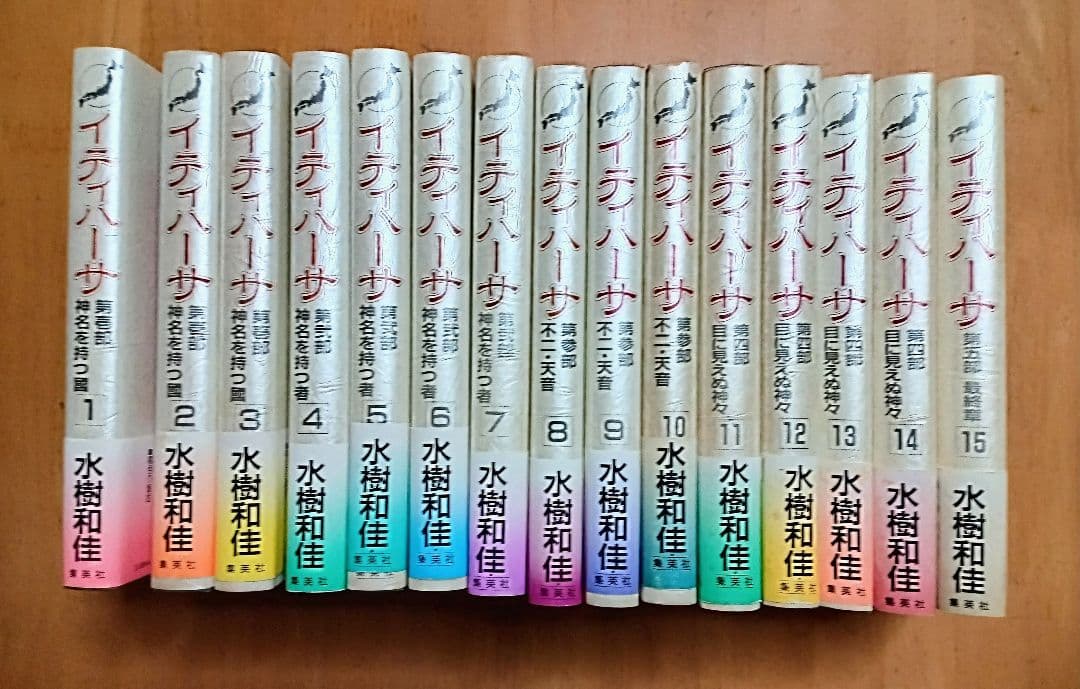 イティハーサ
第壱部
神名を持つ國
1
水樹和佳
集英社
イティハーサ
第壱部
神名を持つ國
2
水樹和佳
集英社
イティハーサ
第壱部
神名を持つ國
3
水樹和佳
集英社
イティハーサ
第弐部
神名を持つ者
4
水樹和佳
集英社
イティハーサ
第弐部
神名を持つ者
5
水樹和佳
集英社
イティハーサ
第弐部
神名を持つ者
6
水樹和佳
集英社
イティハーサ
第弐部
神名を持つ者
7
水樹和佳
集英社
イティハーサ
第参部
不二・天音
8
水樹和佳
集英社
イティハーサ
第参部
不二・天音
9
水樹和佳
集英社
イティハーサ
第参部
不二・天音
10
水樹和佳
集英社
イティハーサ
第四部
目に見えぬ神々
11
水樹和佳
集英社
イティハーサ
第四部
目に見えぬ神々
12
水樹和佳
集英社
イティハーサ
第四部
目に見えぬ神々
13
水樹和佳
集英社
イティハーサ
第四部
目に見えぬ神々
14
水樹和佳
集英社
イティハーサ
第五部 最終章
15
水樹和佳
集英社